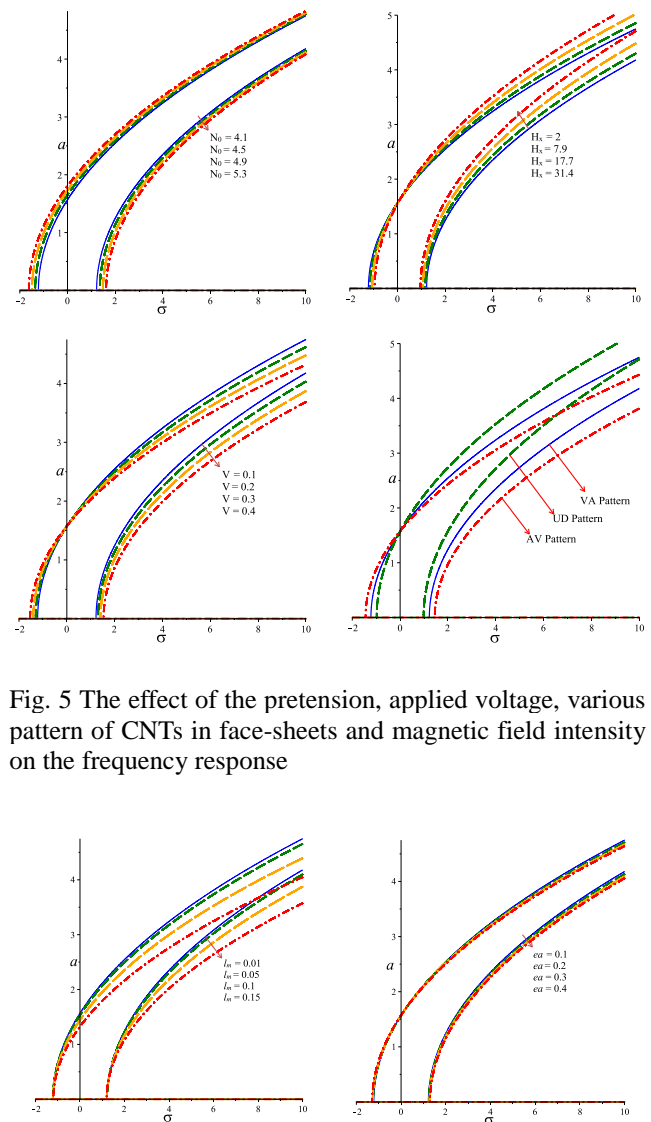 4
3
a
2
1
−2
0
2
4
6
8
10
σ
N₀ = 4.1
N₀ = 4.5
N₀ = 4.9
N₀ = 5.3
5
4
3
a
2
1
−2
0
2
4
6
8
10
σ
Hₓ = 2
Hₓ = 7.9
Hₓ = 17.7
Hₓ = 31.4
4
3
a
2
1
−2
0
2
4
6
8
10
σ
V = 0.1
V = 0.2
V = 0.3
V = 0.4
5
4
3
a
2
1
−2
0
2
4
6
8
10
σ
VA Pattern
UD Pattern
AV Pattern
Fig. 5 The effect of the pretension, applied voltage, various
pattern of CNTs in face-sheets and magnetic field intensity
on the frequency response
4
3
a
2
1
−2
0
2
4
6
8
10
σ
lₘ = 0.01
lₘ = 0.05
lₘ = 0.1
lₘ = 0.15
4
3
a
2
1
−2
0
2
4
6
8
10
σ
ea = 0.1
ea = 0.2
ea = 0.3
ea = 0.4